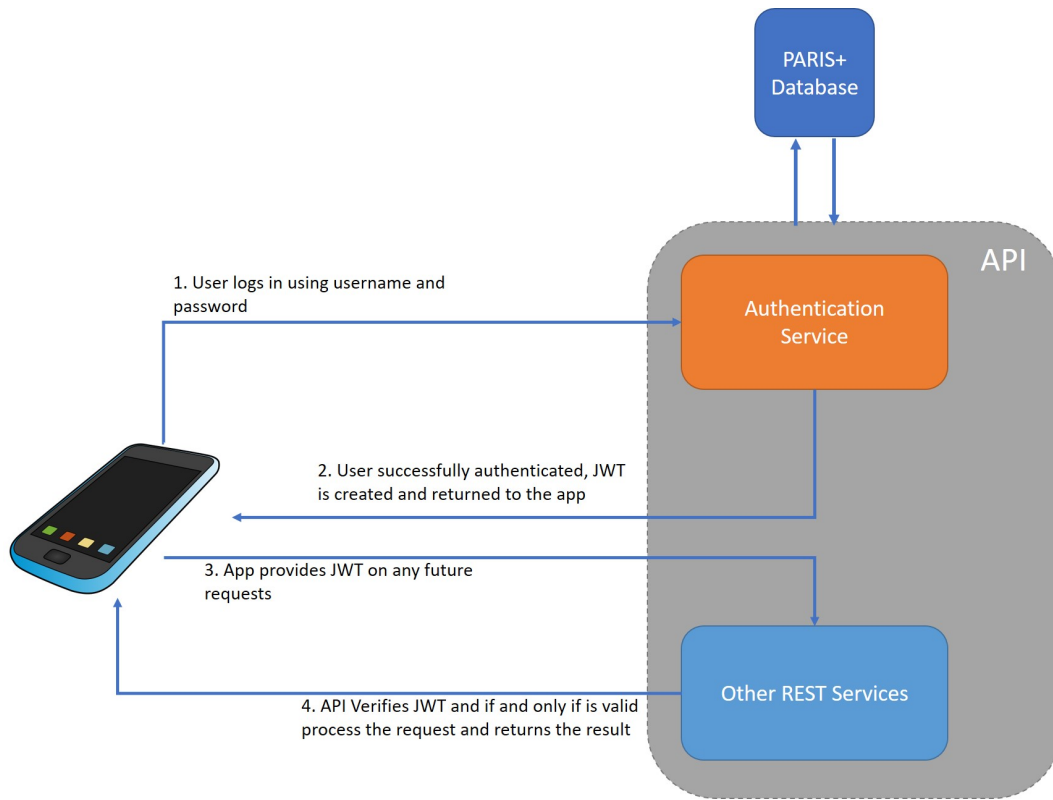 PARIS+
Database
API
1. User logs in using username and
password
Authentication
Service
2. User successfully authenticated, JWT
is created and returned to the app
3. App provides JWT on any future
requests
Other REST Services
4. API Verifies JWT and if and only if is valid
process the request and returns the result